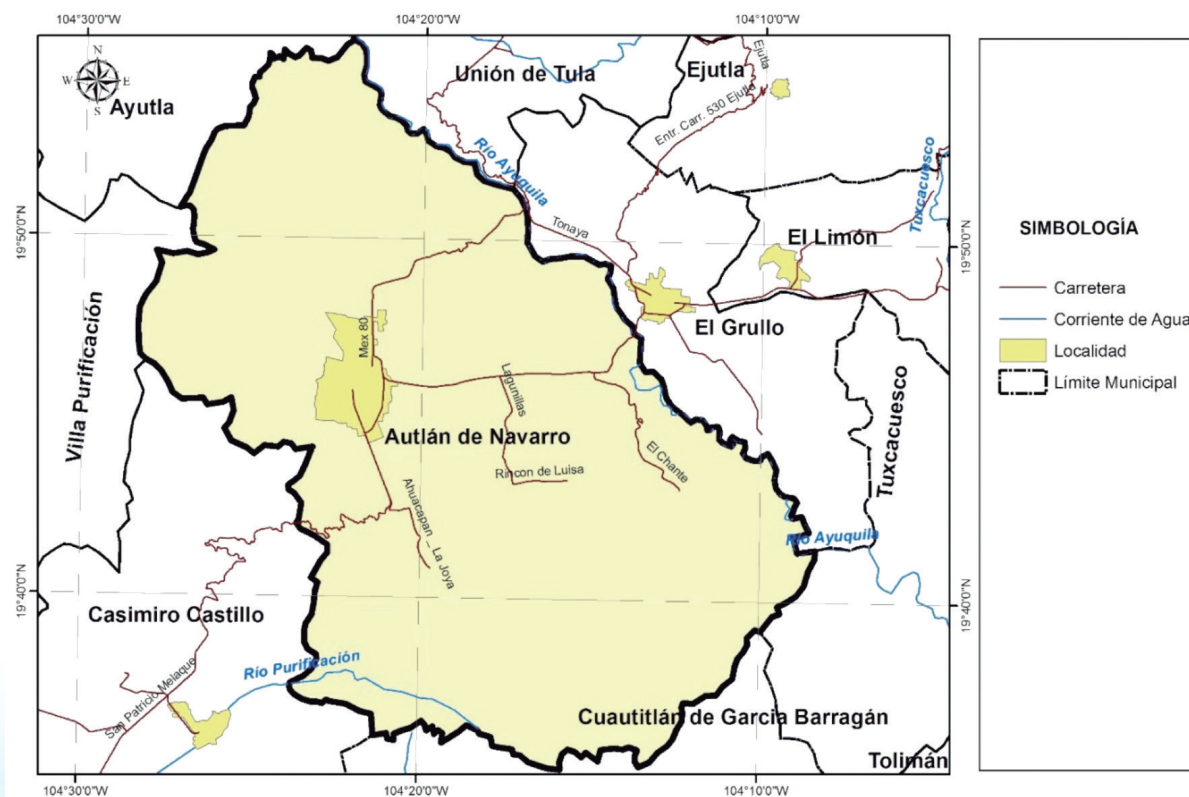 104°30'0"W
104°20'0"W
104°10'0"W
N
W
E
S
Ayutla
Unión de Tula
Ejutla
Ejutla
Entr. Carr. 530 Ejutla
Río Ayuquila
Tuxcacuesco
Tonaya
19°50'0"N
El Limón
19°50'0"N
El Grullo
Villa Purificación
Mex 80
Lagunillas
Tuxcacuesco
Autlán de Navarro
El Chante
Rincon de Luisa
Ahuacapan _ La Joya
Río Ayuquila
19°40'0"N
19°40'0"N
Casimiro Castillo
Río Purificación
San Patricio Melaque
Cuautitlán de García Barragán
Tolimán
104°30'0"W
104°20'0"W
104°10'0"W
SIMBOLOGÍA
Carretera
Corriente de Agua
Localidad
Límite Municipal